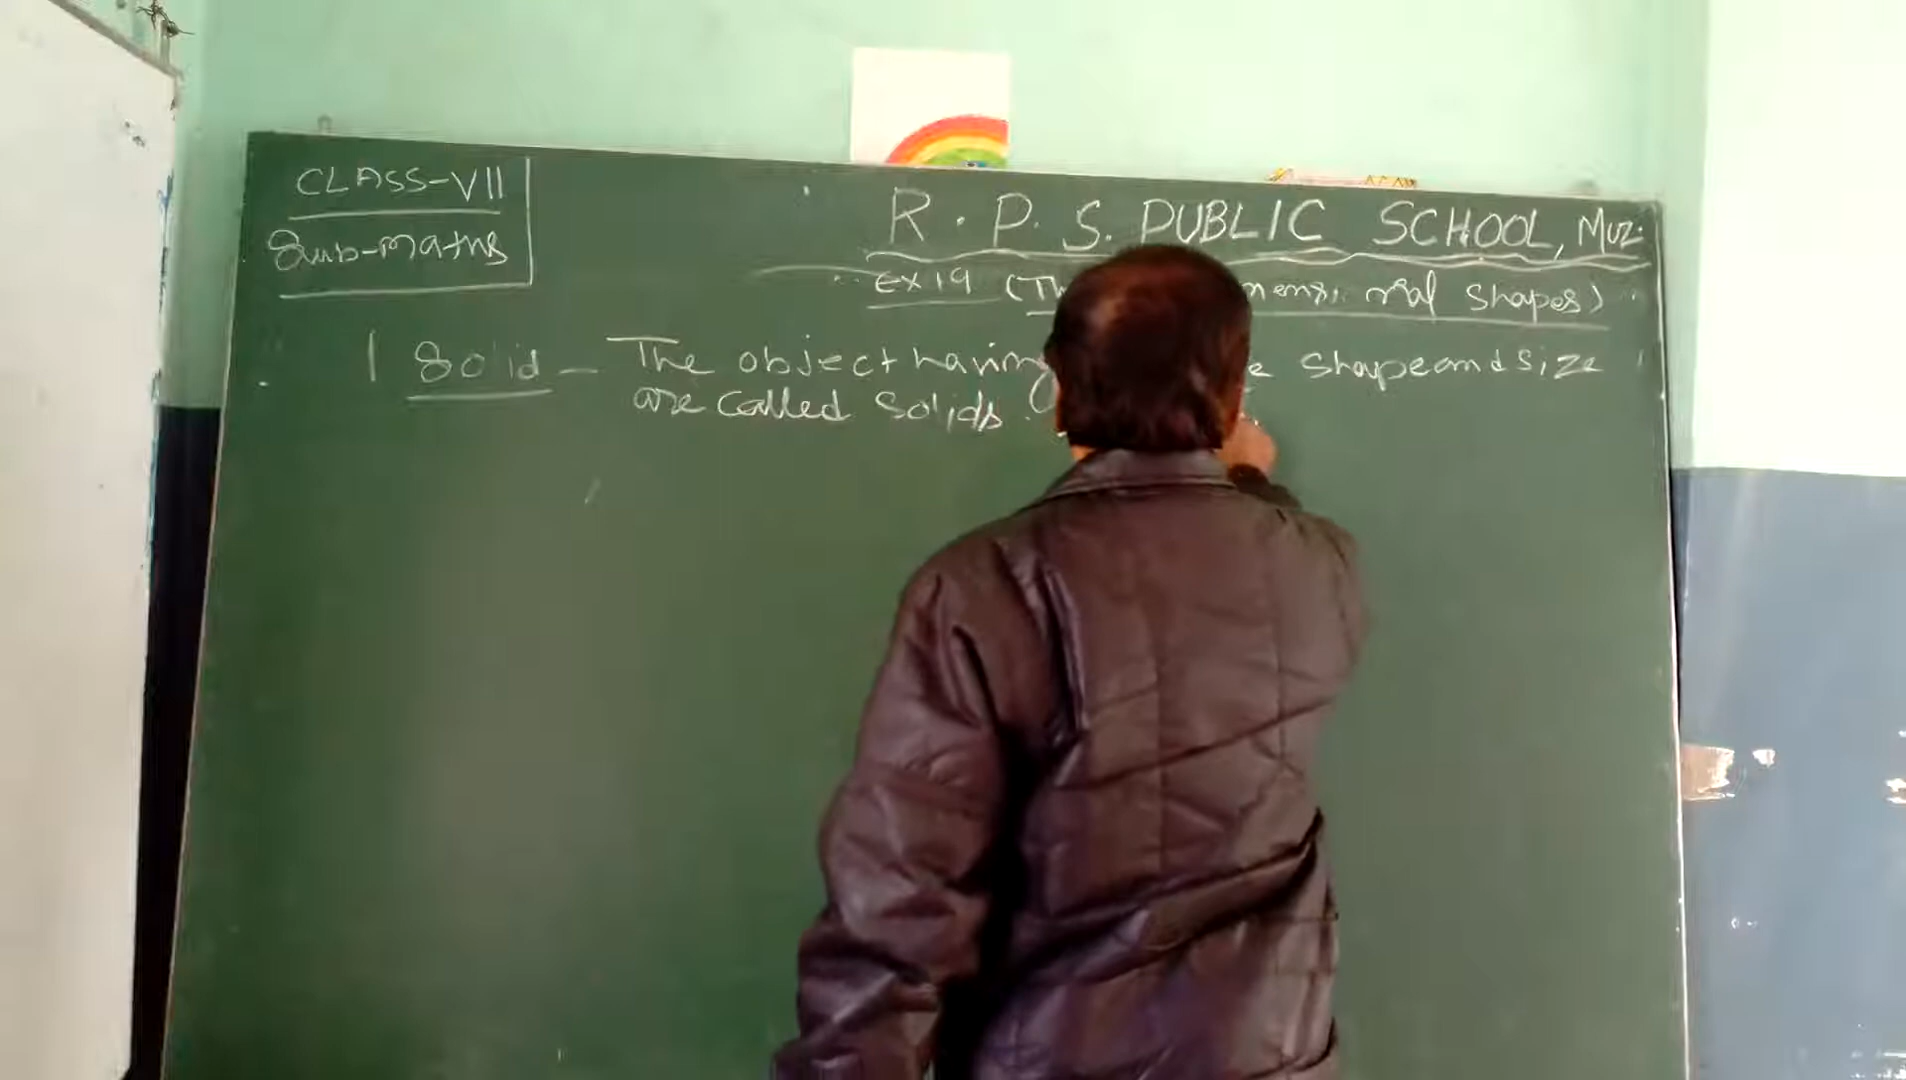 CLASS-VII
Sub-Maths
R. P. S. PUBLIC SCHOOL, Muz.
EX 19 (Th mensional Shapes)
1 Solid - The object having e Shape and Size
are called Solids.